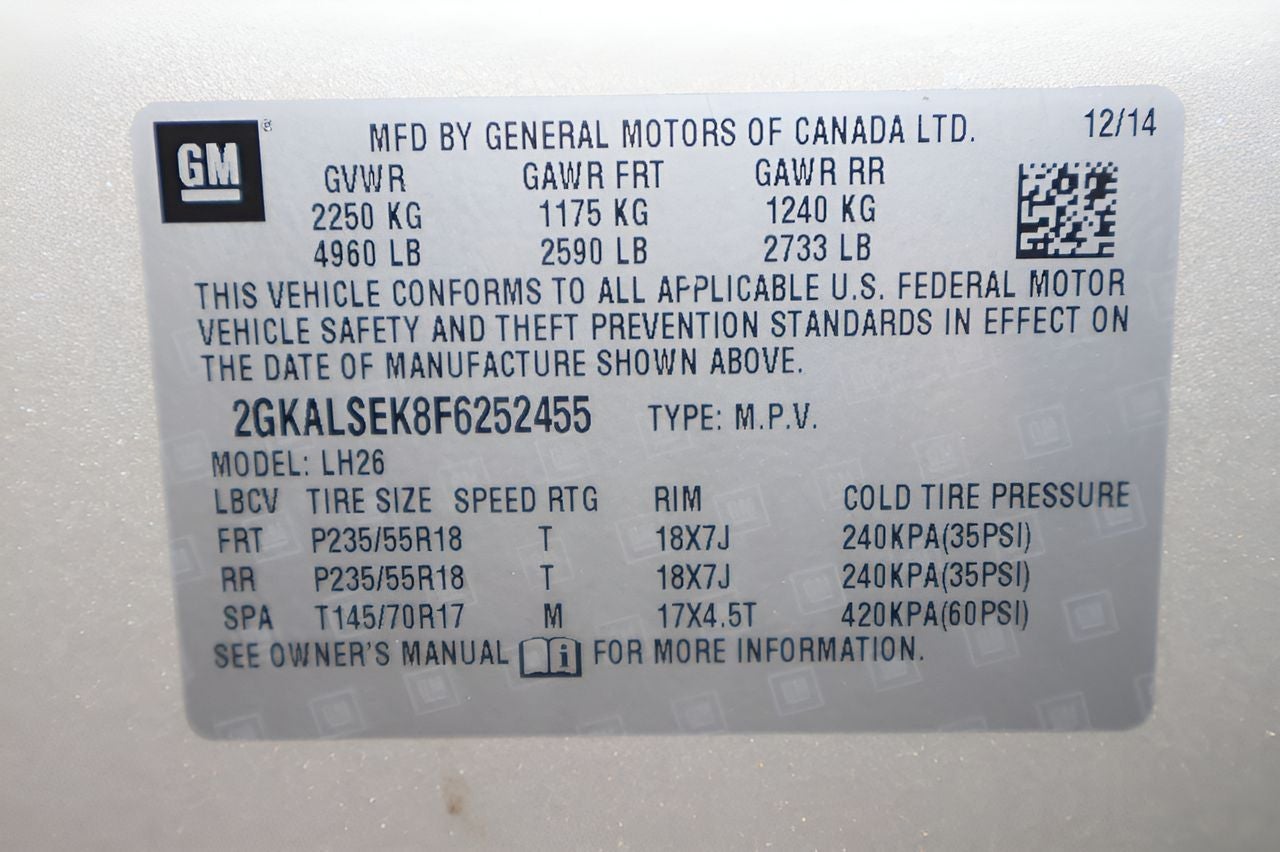 GM ® MFD BY GENERAL MOTORS OF CANADA LTD. 12/14
GVWR GAWR FRT GAWR RR
2250 KG 1175 KG 1240 KG
4960 LB 2590 LB 2733 LB
THIS VEHICLE CONFORMS TO ALL APPLICABLE U.S. FEDERAL MOTOR
VEHICLE SAFETY AND THEFT PREVENTION STANDARDS IN EFFECT ON
THE DATE OF MANUFACTURE SHOWN ABOVE.
2GKALSEK8F6252455 TYPE: M.P.V.
MODEL: LH26
LBCV TIRE SIZE SPEED RTG RIM COLD TIRE PRESSURE
FRT P235/55R18 T 18X7J 240KPA(35PSI)
RR P235/55R18 T 18X7J 240KPA(35PSI)
SPA T145/70R17 M 17X4.5T 420KPA(60PSI)
SEE OWNER'S MANUAL i FOR MORE INFORMATION.